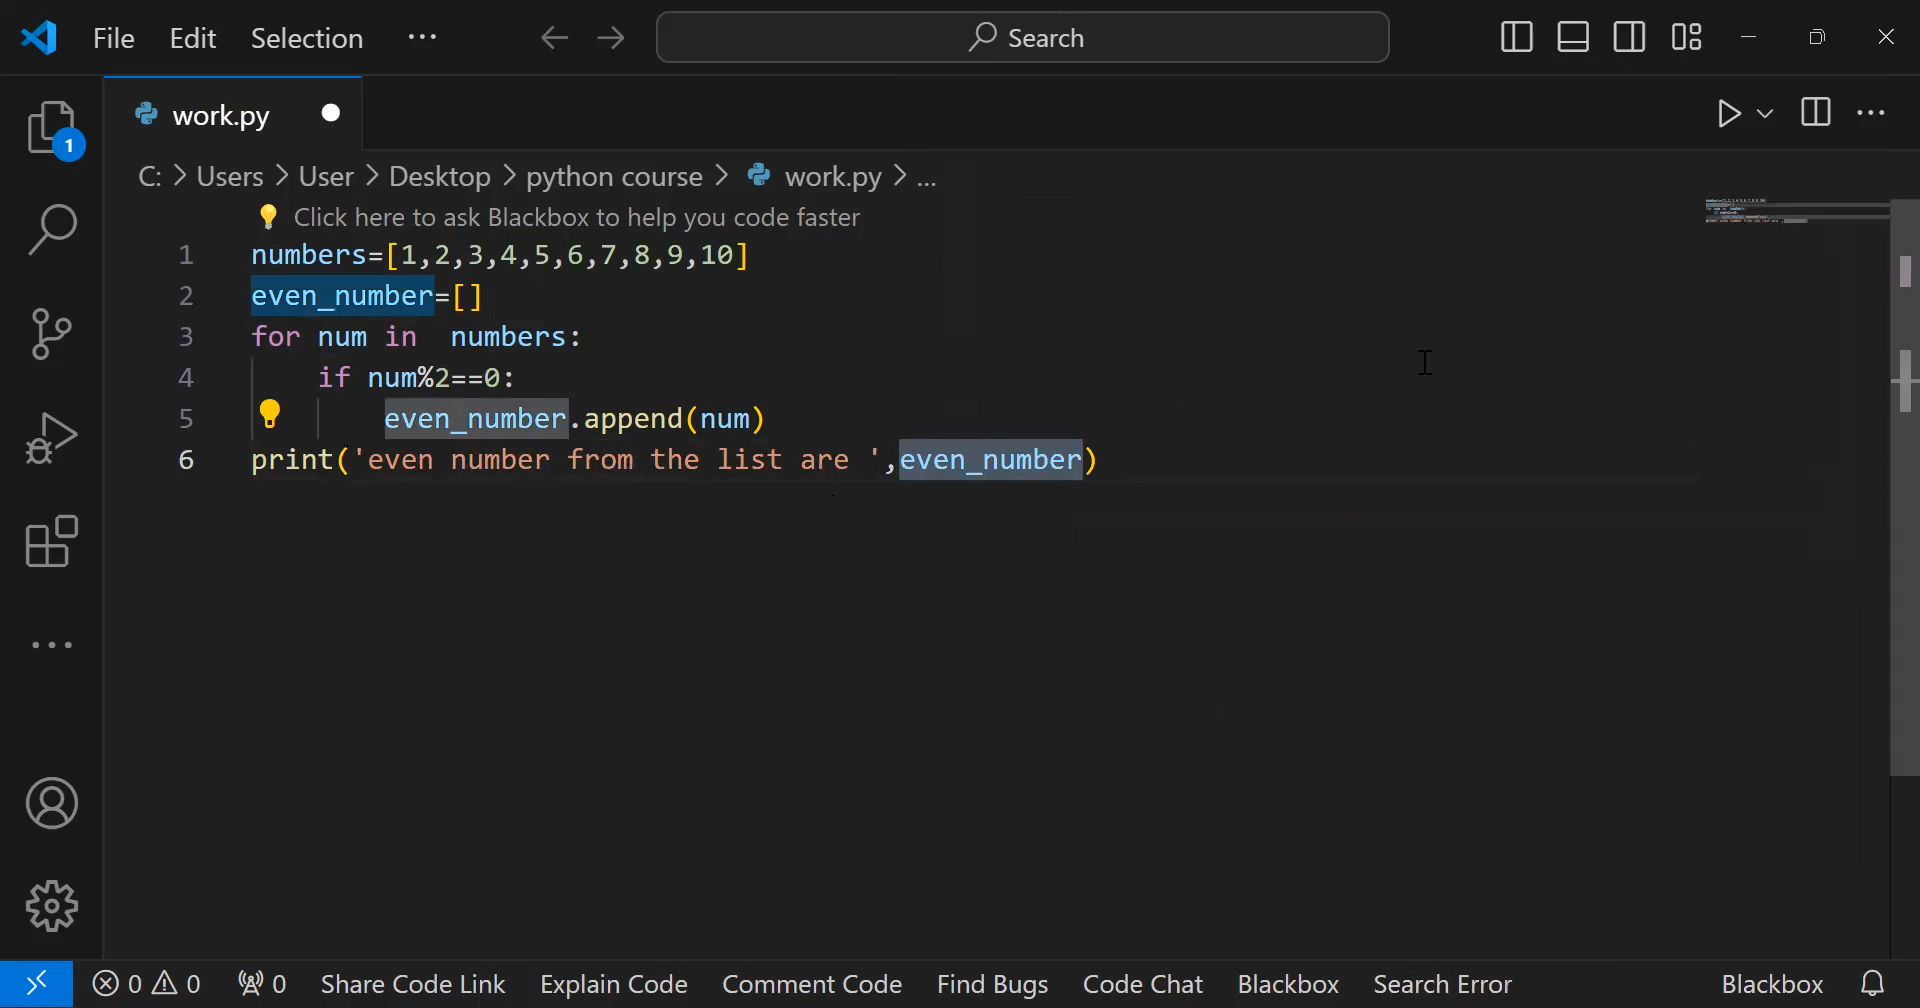 File Edit Selection ··· Search
work.py
C: > Users > User > Desktop > python course > work.py > ...
1
Click here to ask Blackbox to help you code faster
1 numbers=[1,2,3,4,5,6,7,8,9,10]
2 even_number=[]
3 for num in  numbers:
4     if num%2==0:
5         even_number.append(num)
6 print('even number from the list are ',even_number)
0 0 0 Share Code Link Explain Code Comment Code Find Bugs Code Chat Blackbox Search Error Blackbox